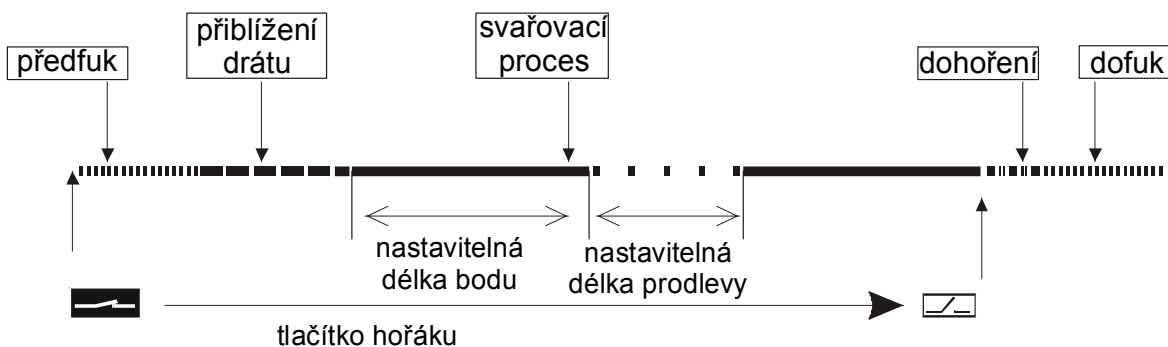 předfuk
přiblížení
drátu
svařovací
proces
dohoření
dofuk
nastavitelná
délka bodu
nastavitelná
délka prodlevy
tlačítko hořáku